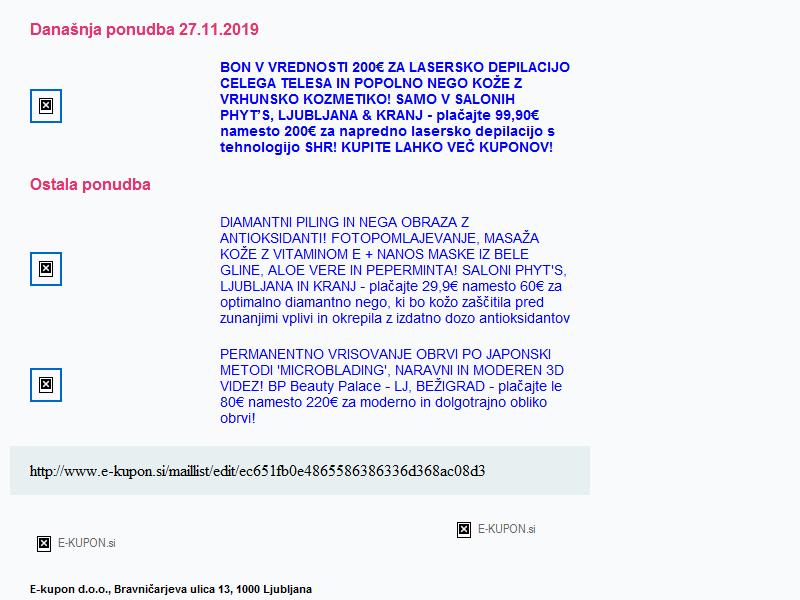 Današnja ponudba 27.11.2019
BON V VREDNOSTI 200€ ZA LASERSKO DEPILACIJO
CELEGA TELESA IN POPOLNO NEGO KOŽE Z
VRHUNSKO KOZMETIKO! SAMO V SALONIH
PHYT'S, LJUBLJANA & KRANJ - plačajte 99,90€
namesto 200€ za napredno lasersko depilacijo s
tehnologijo SHR! KUPITE LAHKO VEČ KUPONOV!
Ostala ponudba
DIAMANTNI PILING IN NEGA OBRAZA Z
ANTIOKSIDANTI! FOTOPOMLAJEVANJE, MASAŽA
KOŽE Z VITAMINOM E + NANOS MASKE IZ BELE
GLINE, ALOE VERE IN PEPERMINTA! SALONI PHYT'S,
LJUBLJANA IN KRANJ - plačajte 29,9€ namesto 60€ za
optimalno diamantno nego, ki bo kožo zaščitila pred
zunanjimi vplivi in okrepila z izdatno dozo antioksidantov
PERMANENTNO VRISOVANJE OBRVI PO JAPONSKI
METODI 'MICROBLADING', NARAVNI IN MODEREN 3D
VIDEZ! BP Beauty Palace - LJ, BEŽIGRAD - plačajte le
80€ namesto 220€ za moderno in dolgotrajno obliko
obrvi!
http://www.e-kupon.si/maillist/edit/ec651fb0e4865586386336d368ac08d3
E-KUPON.si
E-KUPON.si
E-kupon d.o.o., Bravničarjeva ulica 13, 1000 Ljubljana